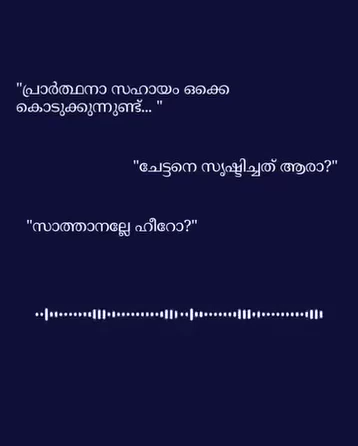 "പ്രാർത്ഥനാ സഹായം ഒക്കെ
കൊടുക്കുന്നുണ്ട്... "
"ചേട്ടനെ സൃഷ്ടിച്ചത് ആരാ?"
"സാത്താനല്ലേ ഹീറോ?"